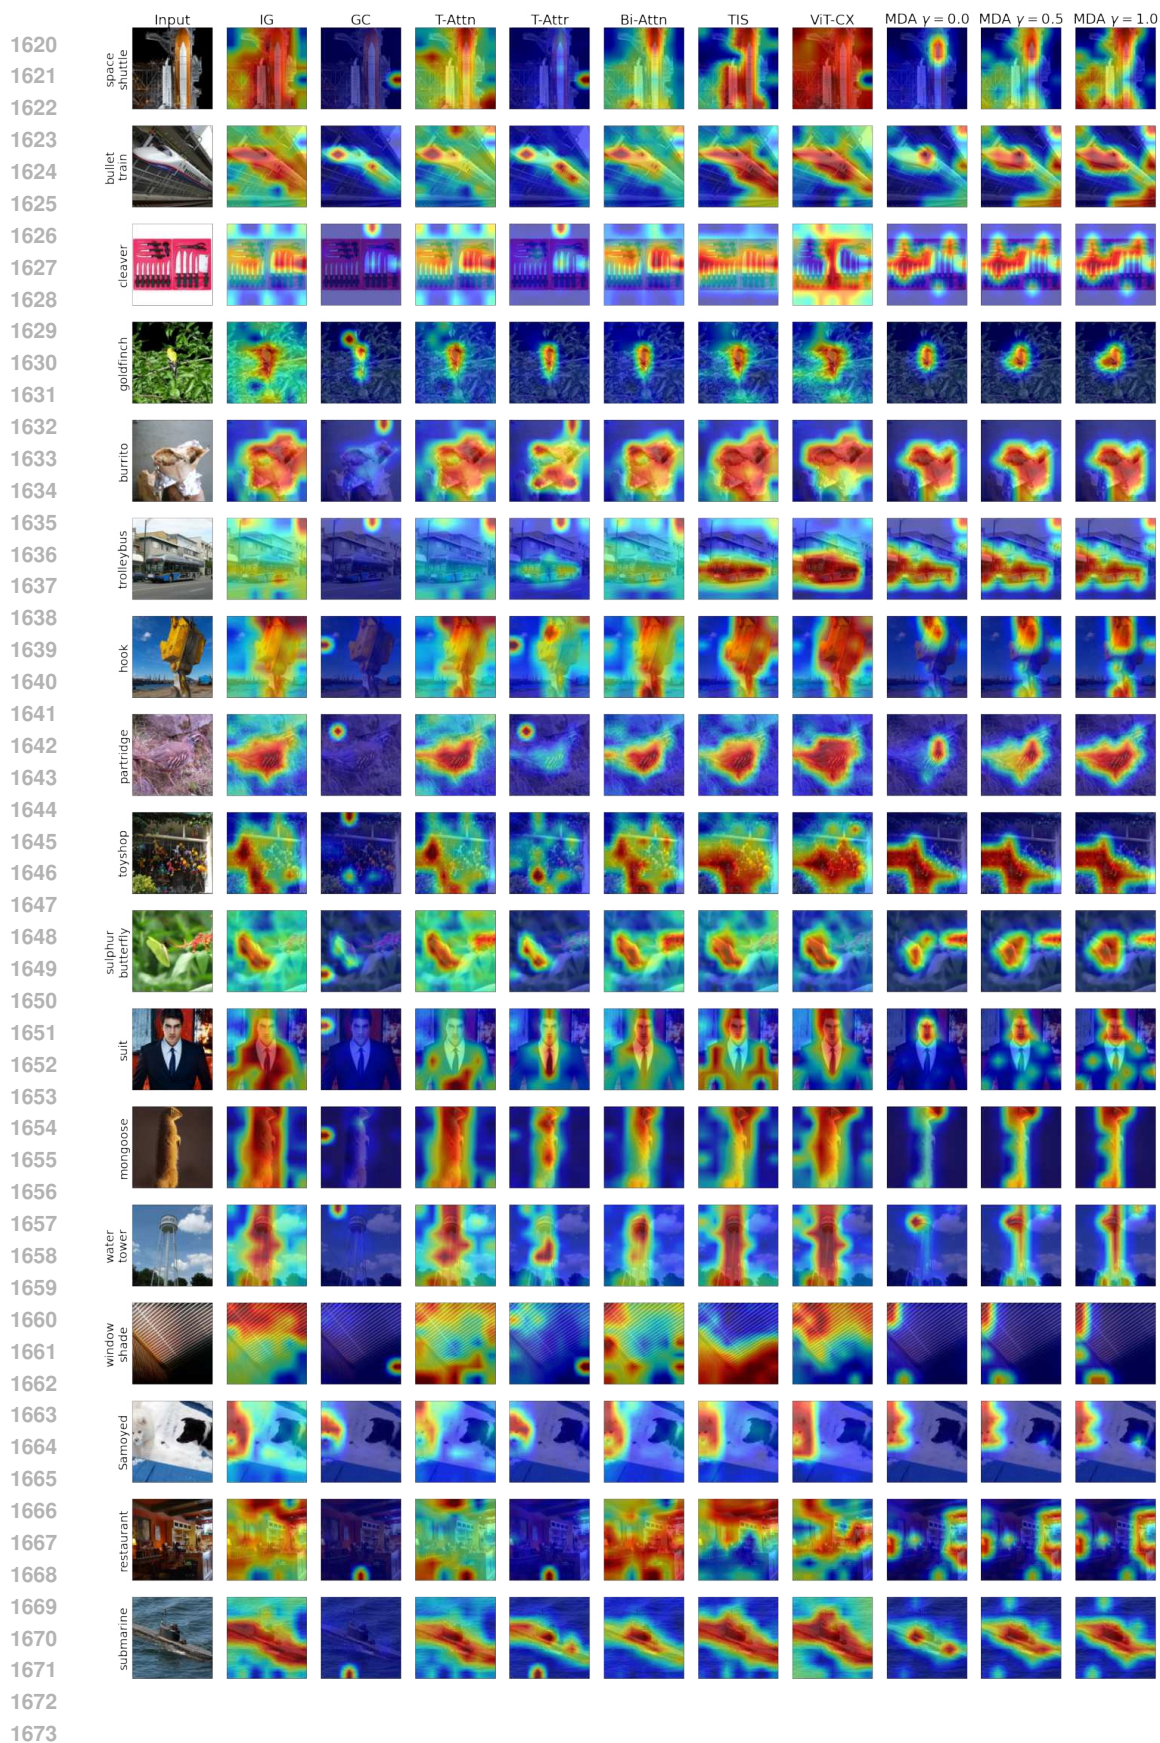 Input IG GC T-Attn T-Attr Bi-Attn TIS ViT-CX MDA γ = 0.0 MDA γ = 0.5 MDA γ = 1.0
1620
1621
1622
space
shuttle
1623
1624
1625
bullet
train
1626
1627
1628
cleaver
1629
1630
1631
goldfinch
1632
1633
1634
burrito
1635
1636
1637
trolleybus
1638
1639
1640
hook
1641
1642
1643
partridge
1644
1645
1646
toyshop
1647
1648
1649
sulphur
butterfly
1650
1651
1652
suit
1653
1654
1655
mongoose
1656
1657
1658
water
tower
1659
1660
1661
window
shade
1662
1663
1664
Samoyed
1665
1666
1667
restaurant
1668
1669
1670
submarine
1671
1672
1673